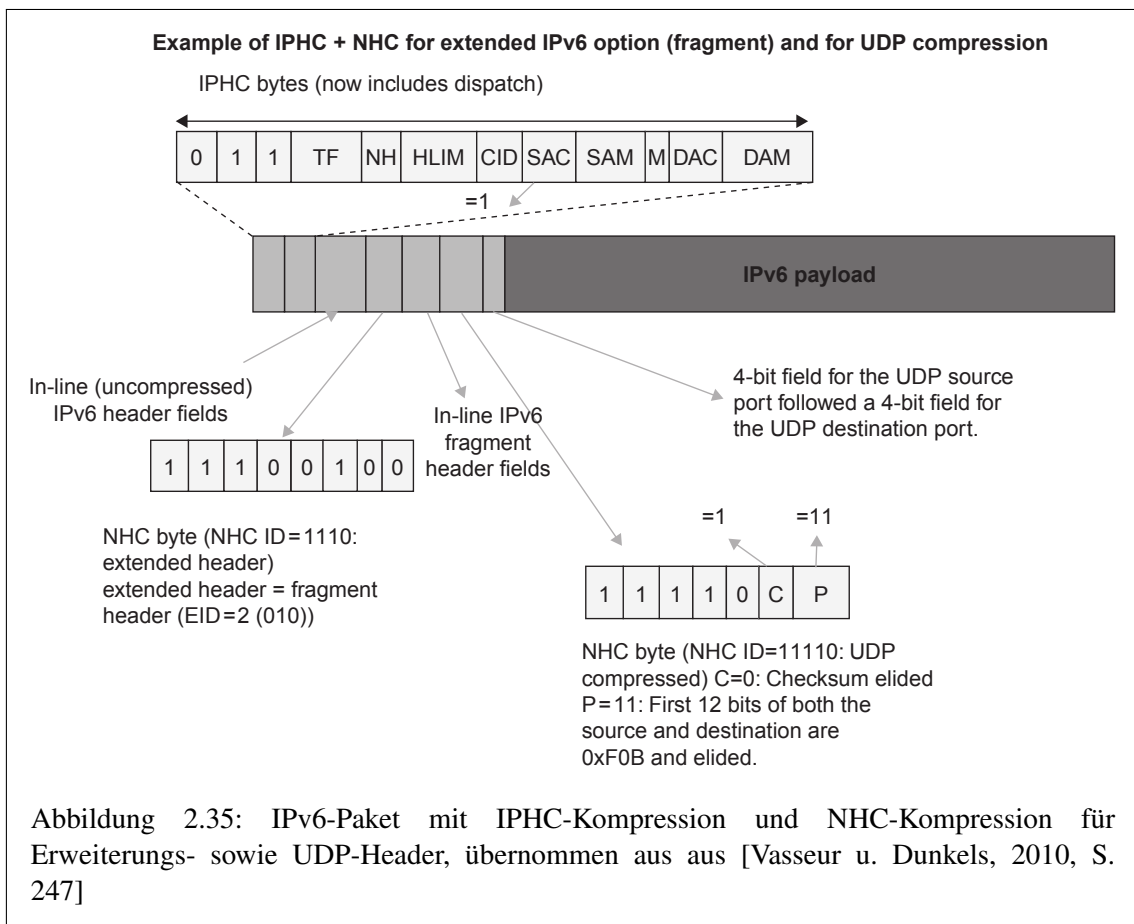 Example of IPHC + NHC for extended IPv6 option (fragment) and for UDP compression
IPHC bytes (now includes dispatch)
0 1 1 TF NH HLIM CID SAC SAM M DAC DAM
=1
IPv6 payload
In-line (uncompressed)
IPv6 header fields
In-line IPv6
fragment
header fields
4-bit field for the UDP source
port followed a 4-bit field for
the UDP destination port.
1 1 1 0 0 1 0 0
NHC byte (NHC ID=1110:
extended header)
extended header = fragment
header (EID=2 (010))
=1 =11
1 1 1 1 0 C P
NHC byte (NHC ID=11110: UDP
compressed) C=0: Checksum elided
P=11: First 12 bits of both the
source and destination are
0xF0B and elided.
Abbildung 2.35: IPv6-Paket mit IPHC-Kompression und NHC-Kompression für
Erweiterungs- sowie UDP-Header, übernommen aus aus [Vasseur u. Dunkels, 2010, S.
247]